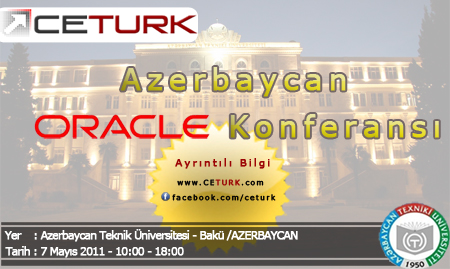 CETURK
Azerbaycan
ORACLE Konferansı
Ayrıntılı Bilgi
www.CETURK.com
facebook.com/ceturk
Yer : Azerbaycan Teknik Üniversitesi - Bakü /AZERBAYCAN
Tarih : 7 Mayıs 2011 - 10:00 - 18:00
AZƏRBAYCAN TEXNİKİ UNİVERSİTETİ
1950